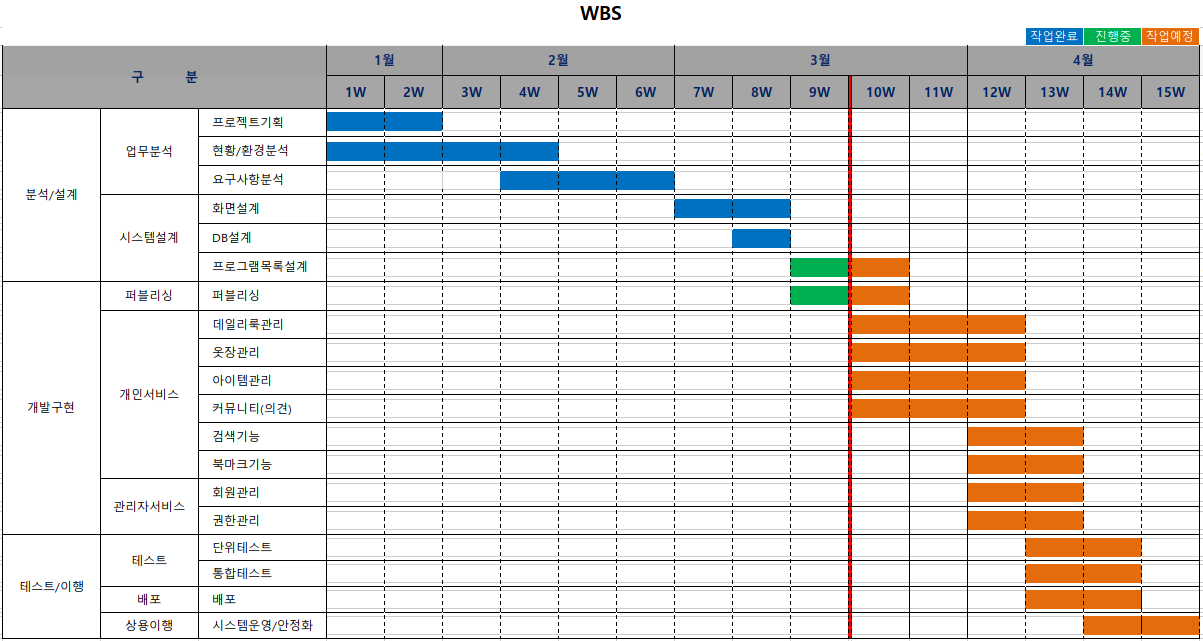 WBS
작업완료 진행중 작업예정
구 분 1월 2월 3월 4월
1W 2W 3W 4W 5W 6W 7W 8W 9W 10W 11W 12W 13W 14W 15W
분석/설계 업무분석 프로젝트기획
현황/환경분석
요구사항분석
시스템설계 화면설계
DB설계
프로그램목록설계
개발구현 퍼블리싱 퍼블리싱
개인서비스 데일리룩관리
옷장관리
아이템관리
커뮤니티(의견)
검색기능
북마크기능
관리자서비스 회원관리
권한관리
테스트/이행 테스트 단위테스트
통합테스트
배포 배포
상용이행 시스템운영/안정화